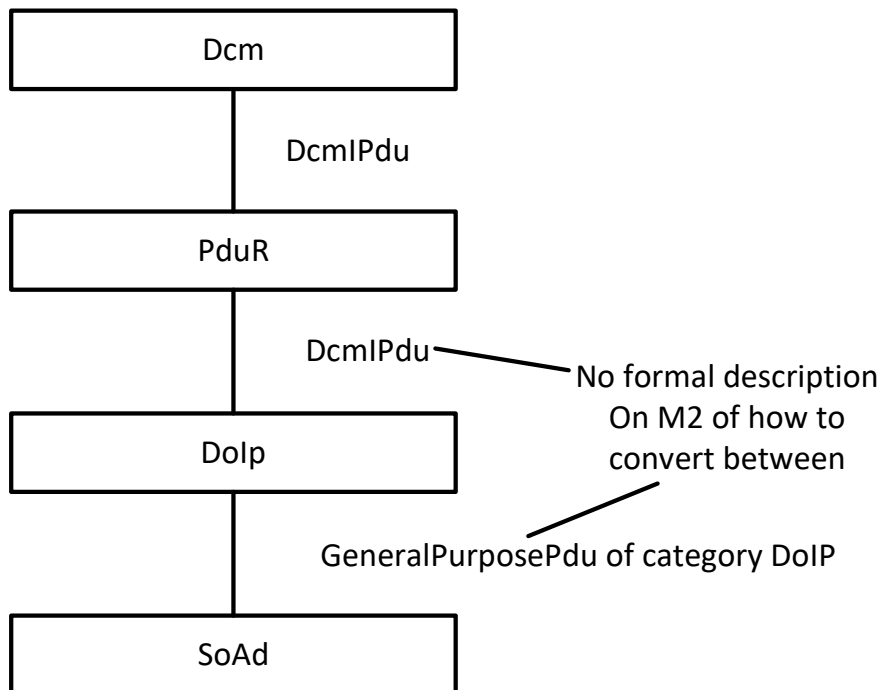 Dcm
DcmIPdu
PduR
DcmIPdu
No formal description
On M2 of how to
convert between
DoIp
GeneralPurposePdu of category DoIP
SoAd